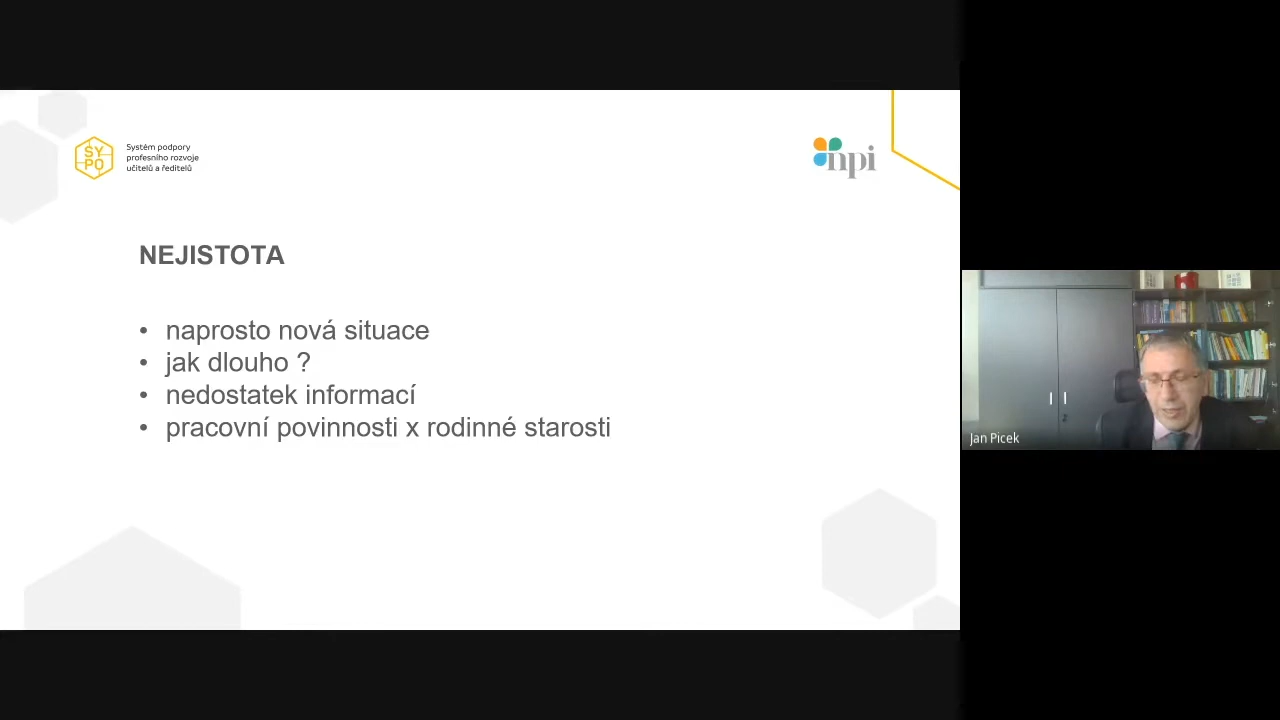 SY
PO
Systém podpory
profesního rozvoje
učitelů a ředitelů
npi
NEJISTOTA
• naprosto nová situace
• jak dlouho ?
• nedostatek informací
• pracovní povinnosti x rodinné starosti
Jan Picek